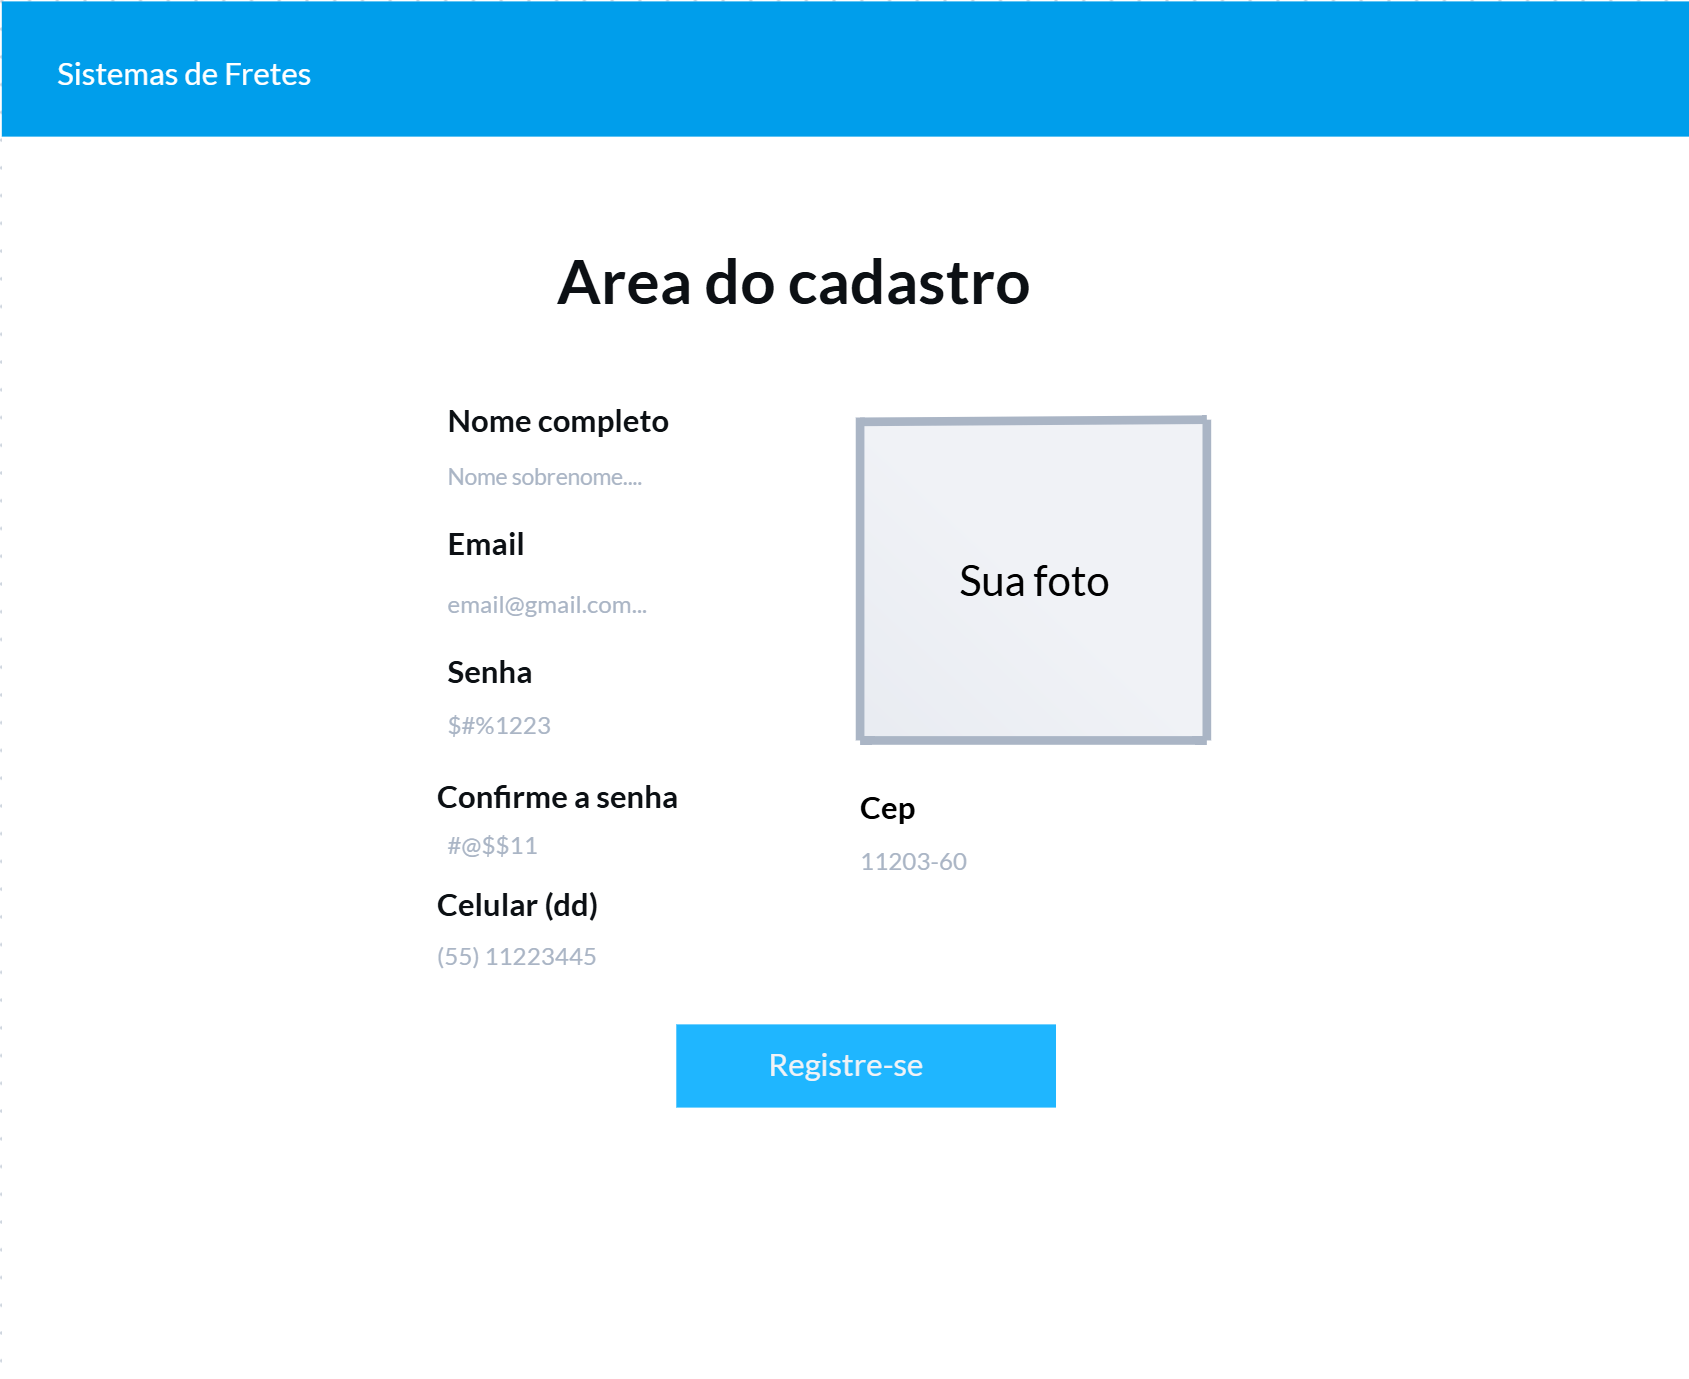 Sistemas de Fretes
Area do cadastro
Nome completo
Nome sobrenome....
Email
email@gmail.com...
Senha
$#%1223
Confirme a senha
#@$$11
Celular (dd)
(55) 11223445
Sua foto
Cep
11203-60
Registre-se